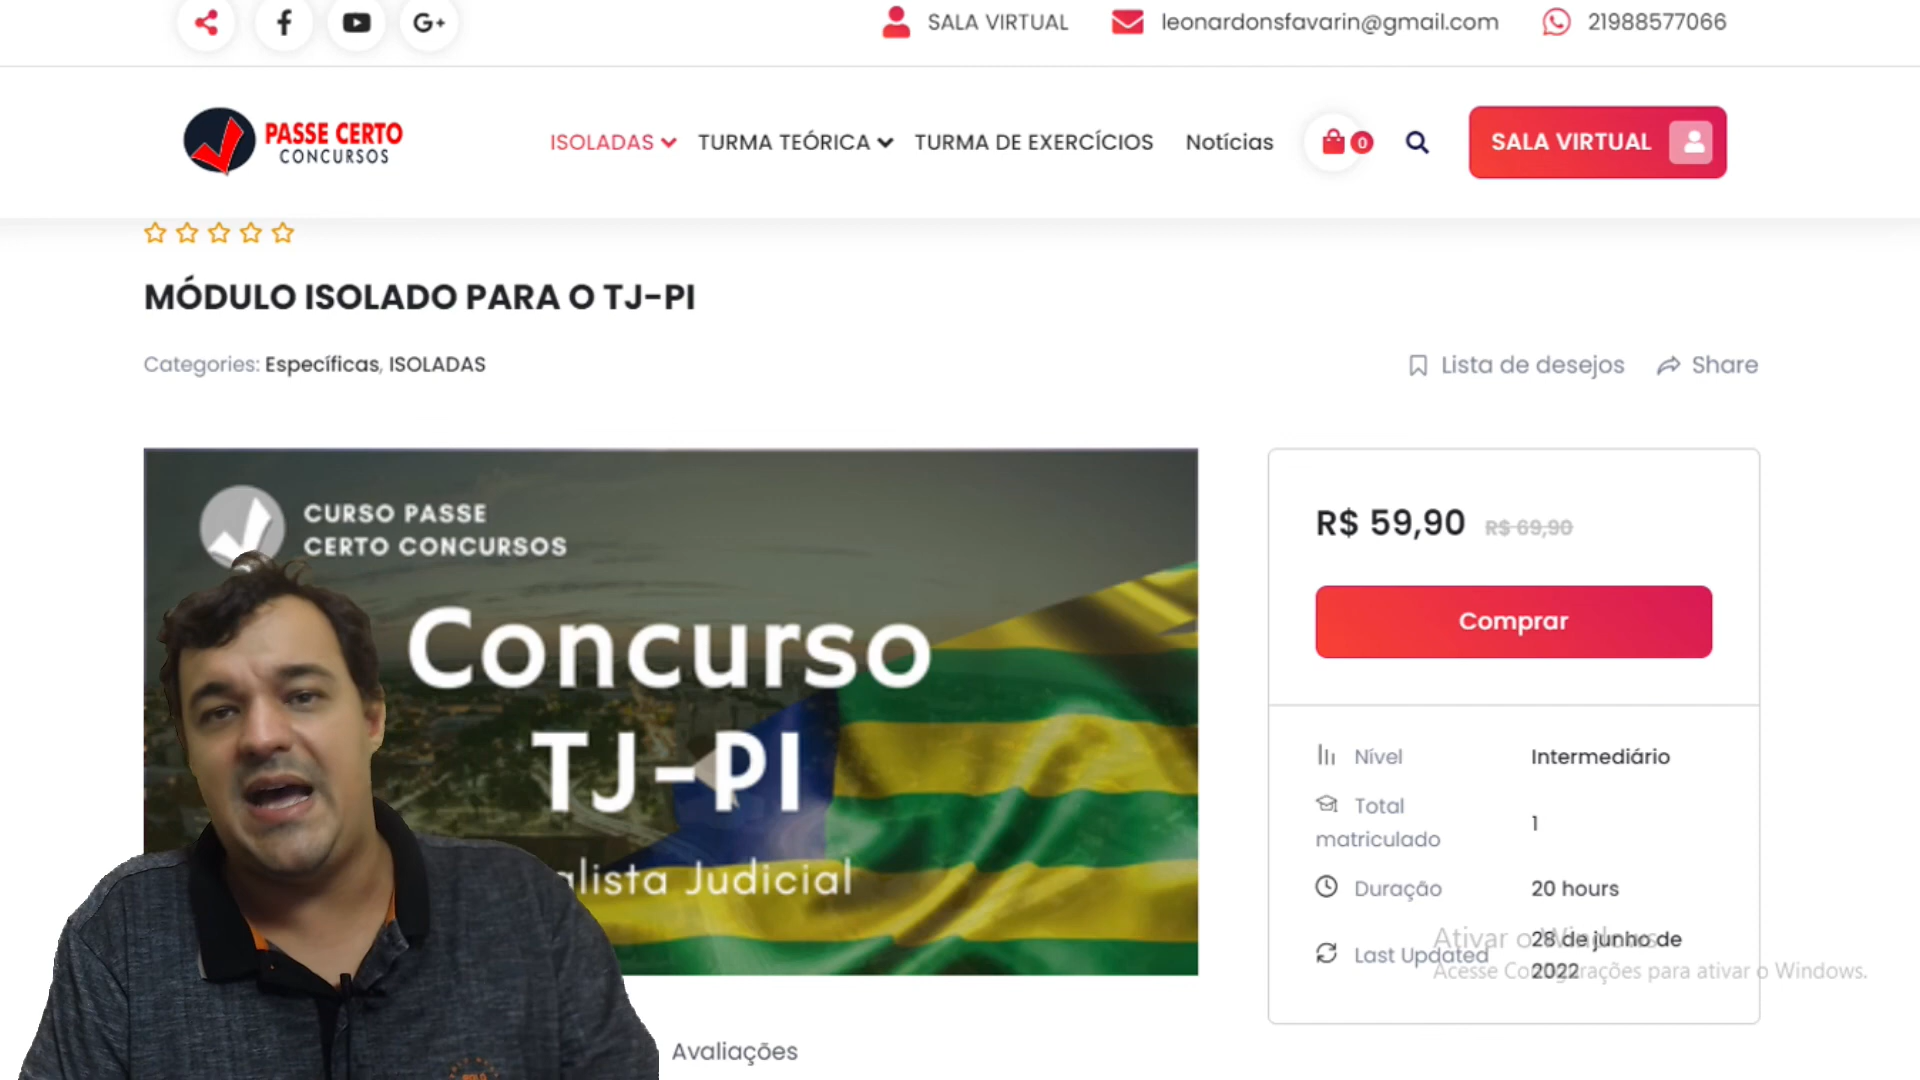 SALA VIRTUAL
leonardonsfavarin@gmail.com
21988577066
PASSE CERTO
CONCURSOS
ISOLADAS
TURMA TEÓRICA
TURMA DE EXERCÍCIOS
Notícias
0
SALA VIRTUAL
MÓDULO ISOLADO PARA O TJ-PI
Categories: Específicas, ISOLADAS
Lista de desejos
Share
CURSO PASSE
CERTO CONCURSOS
Concurso
TJ-PI
alista Judicial
R$ 59,90 R$ 69,90
Comprar
Nível Intermediário
Total
matriculado
1
Duração 20 hours
Last Updated
28 de junho de
2022
Ativar o Windows
Acesse Configurações para ativar o Windows.
Avaliações